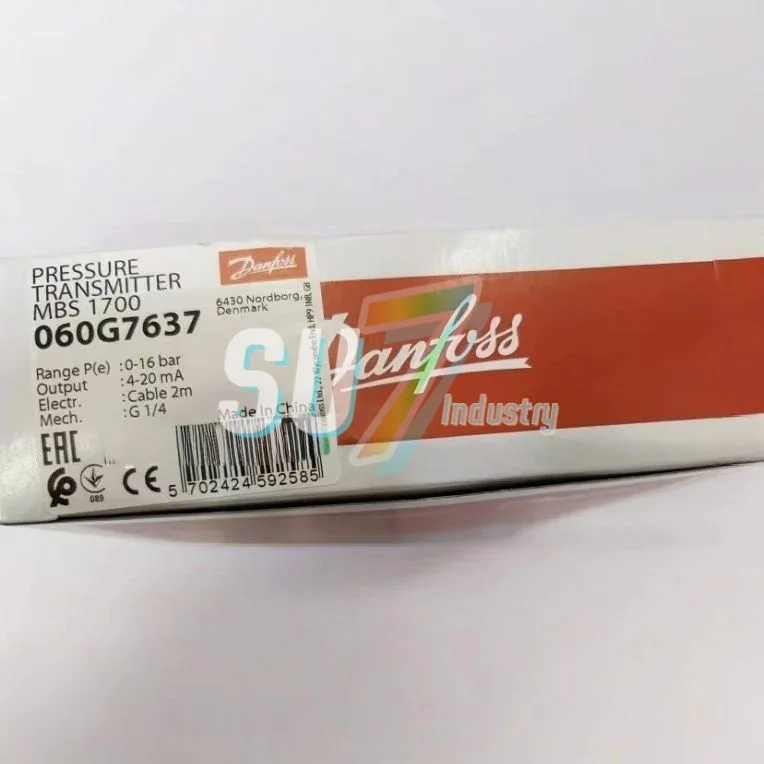 PRESSURE
TRANSMITTER
MBS 1700
060G7637
Range P(e) : 0-16 bar
Output : 4-20 mA
Electr. : Cable 2m
Mech. : G 1/4
Danfoss
6430 Nordborg,
Denmark
Made in China
EAC
089
CE
5 702424 592585
Danfoss
Industry